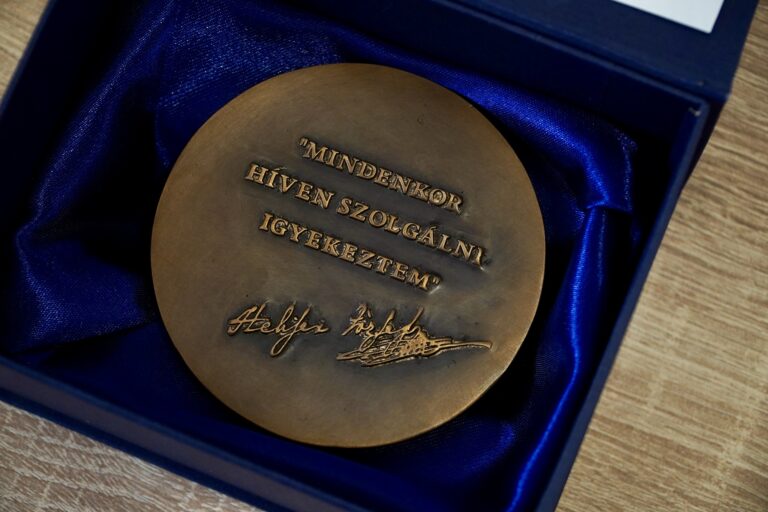 "MINDENKOR
HÍVEN SZOLGÁLNI
IGYEKEZTEM"